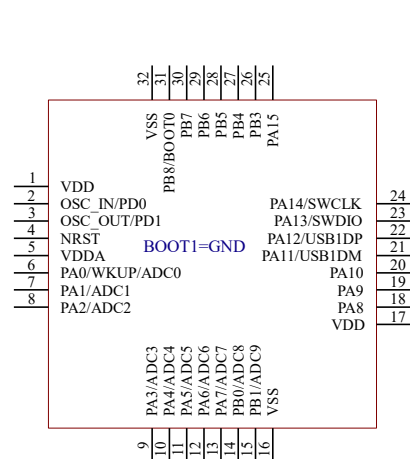 32 31 30 29 28 27 26 25
VSS
PB8/BOOT0
PB7
PB6
PB5
PB4
PB3
PA15
1 VDD
2 OSC_IN/PD0
3 OSC_OUT/PD1
4 NRST
5 VDDA
6 PA0/WKUP/ADC0
7 PA1/ADC1
8 PA2/ADC2
BOOT1=GND
PA14/SWCLK 24
PA13/SWDIO 23
PA12/USB1DP 22
PA11/USB1DM 21
PA10 20
PA9 19
PA8 18
VDD 17
PA3/ADC3
PA4/ADC4
PA5/ADC5
PA6/ADC6
PA7/ADC7
PB0/ADC8
PB1/ADC9
VSS
9 10 11 12 13 14 15 16